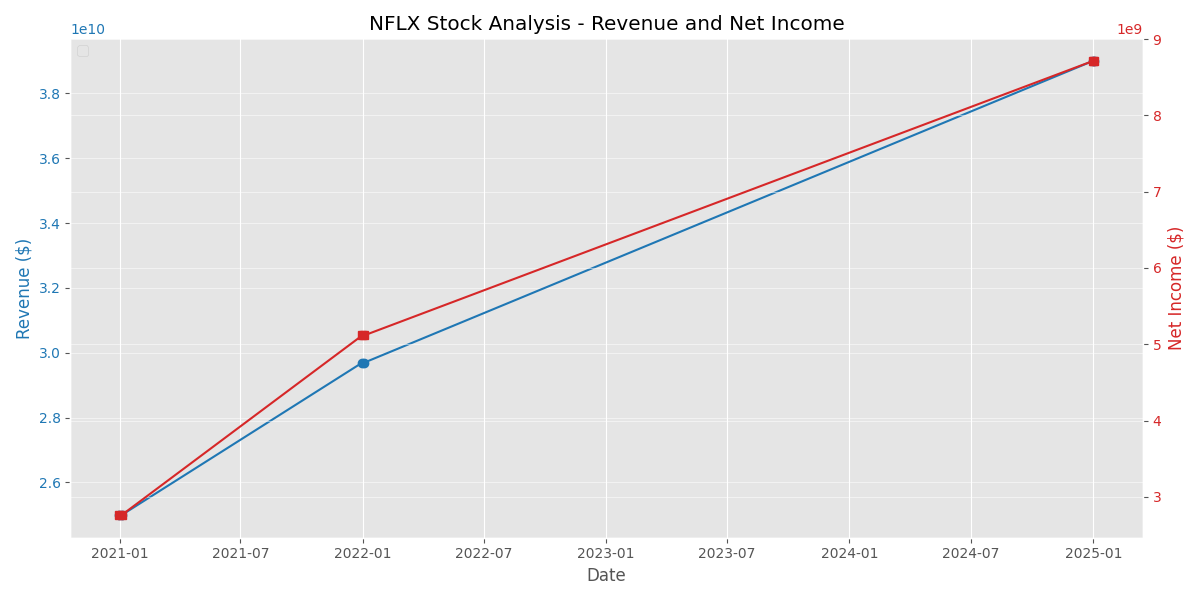 NFLX Stock Analysis - Revenue and Net Income
1e10
1e9
3.8
3.6
3.4
3.2
3.0
2.8
2.6
Revenue ($)
9
8
7
6
5
4
3
Net Income ($)
2021-01 2021-07 2022-01 2022-07 2023-01 2023-07 2024-01 2024-07 2025-01
Date